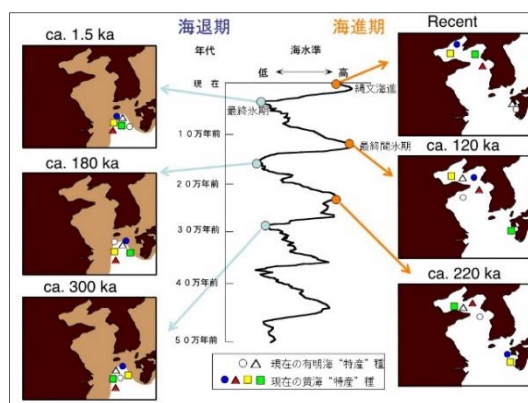 海退期
海進期
ca. 1.5 ka
ca. 180 ka
ca. 300 ka
年代
海水準
低
高
現 在
最終氷期
縄文海進
10万年前
最終間氷期
20万年前
30万年前
40万年前
50万年前
現在の有明海“特産”種
現在の黄海“特産”種
Recent
ca. 120 ka
ca. 220 ka